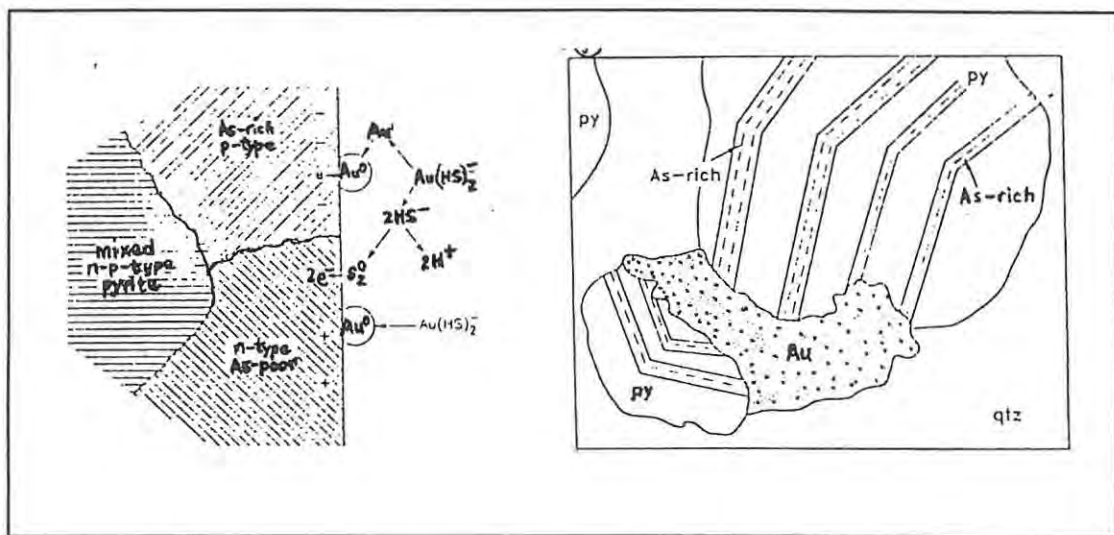 As-rich
p-type
Au⁰
Au(HS)₂⁻
2HS⁻
mixed
n-p-type
pyrite
2H⁺
2e⁻
S₂⁰
Au⁰
Au(HS)₂⁻
n-type
As-poor
py
py
As-rich
As-rich
Au
py
qtz